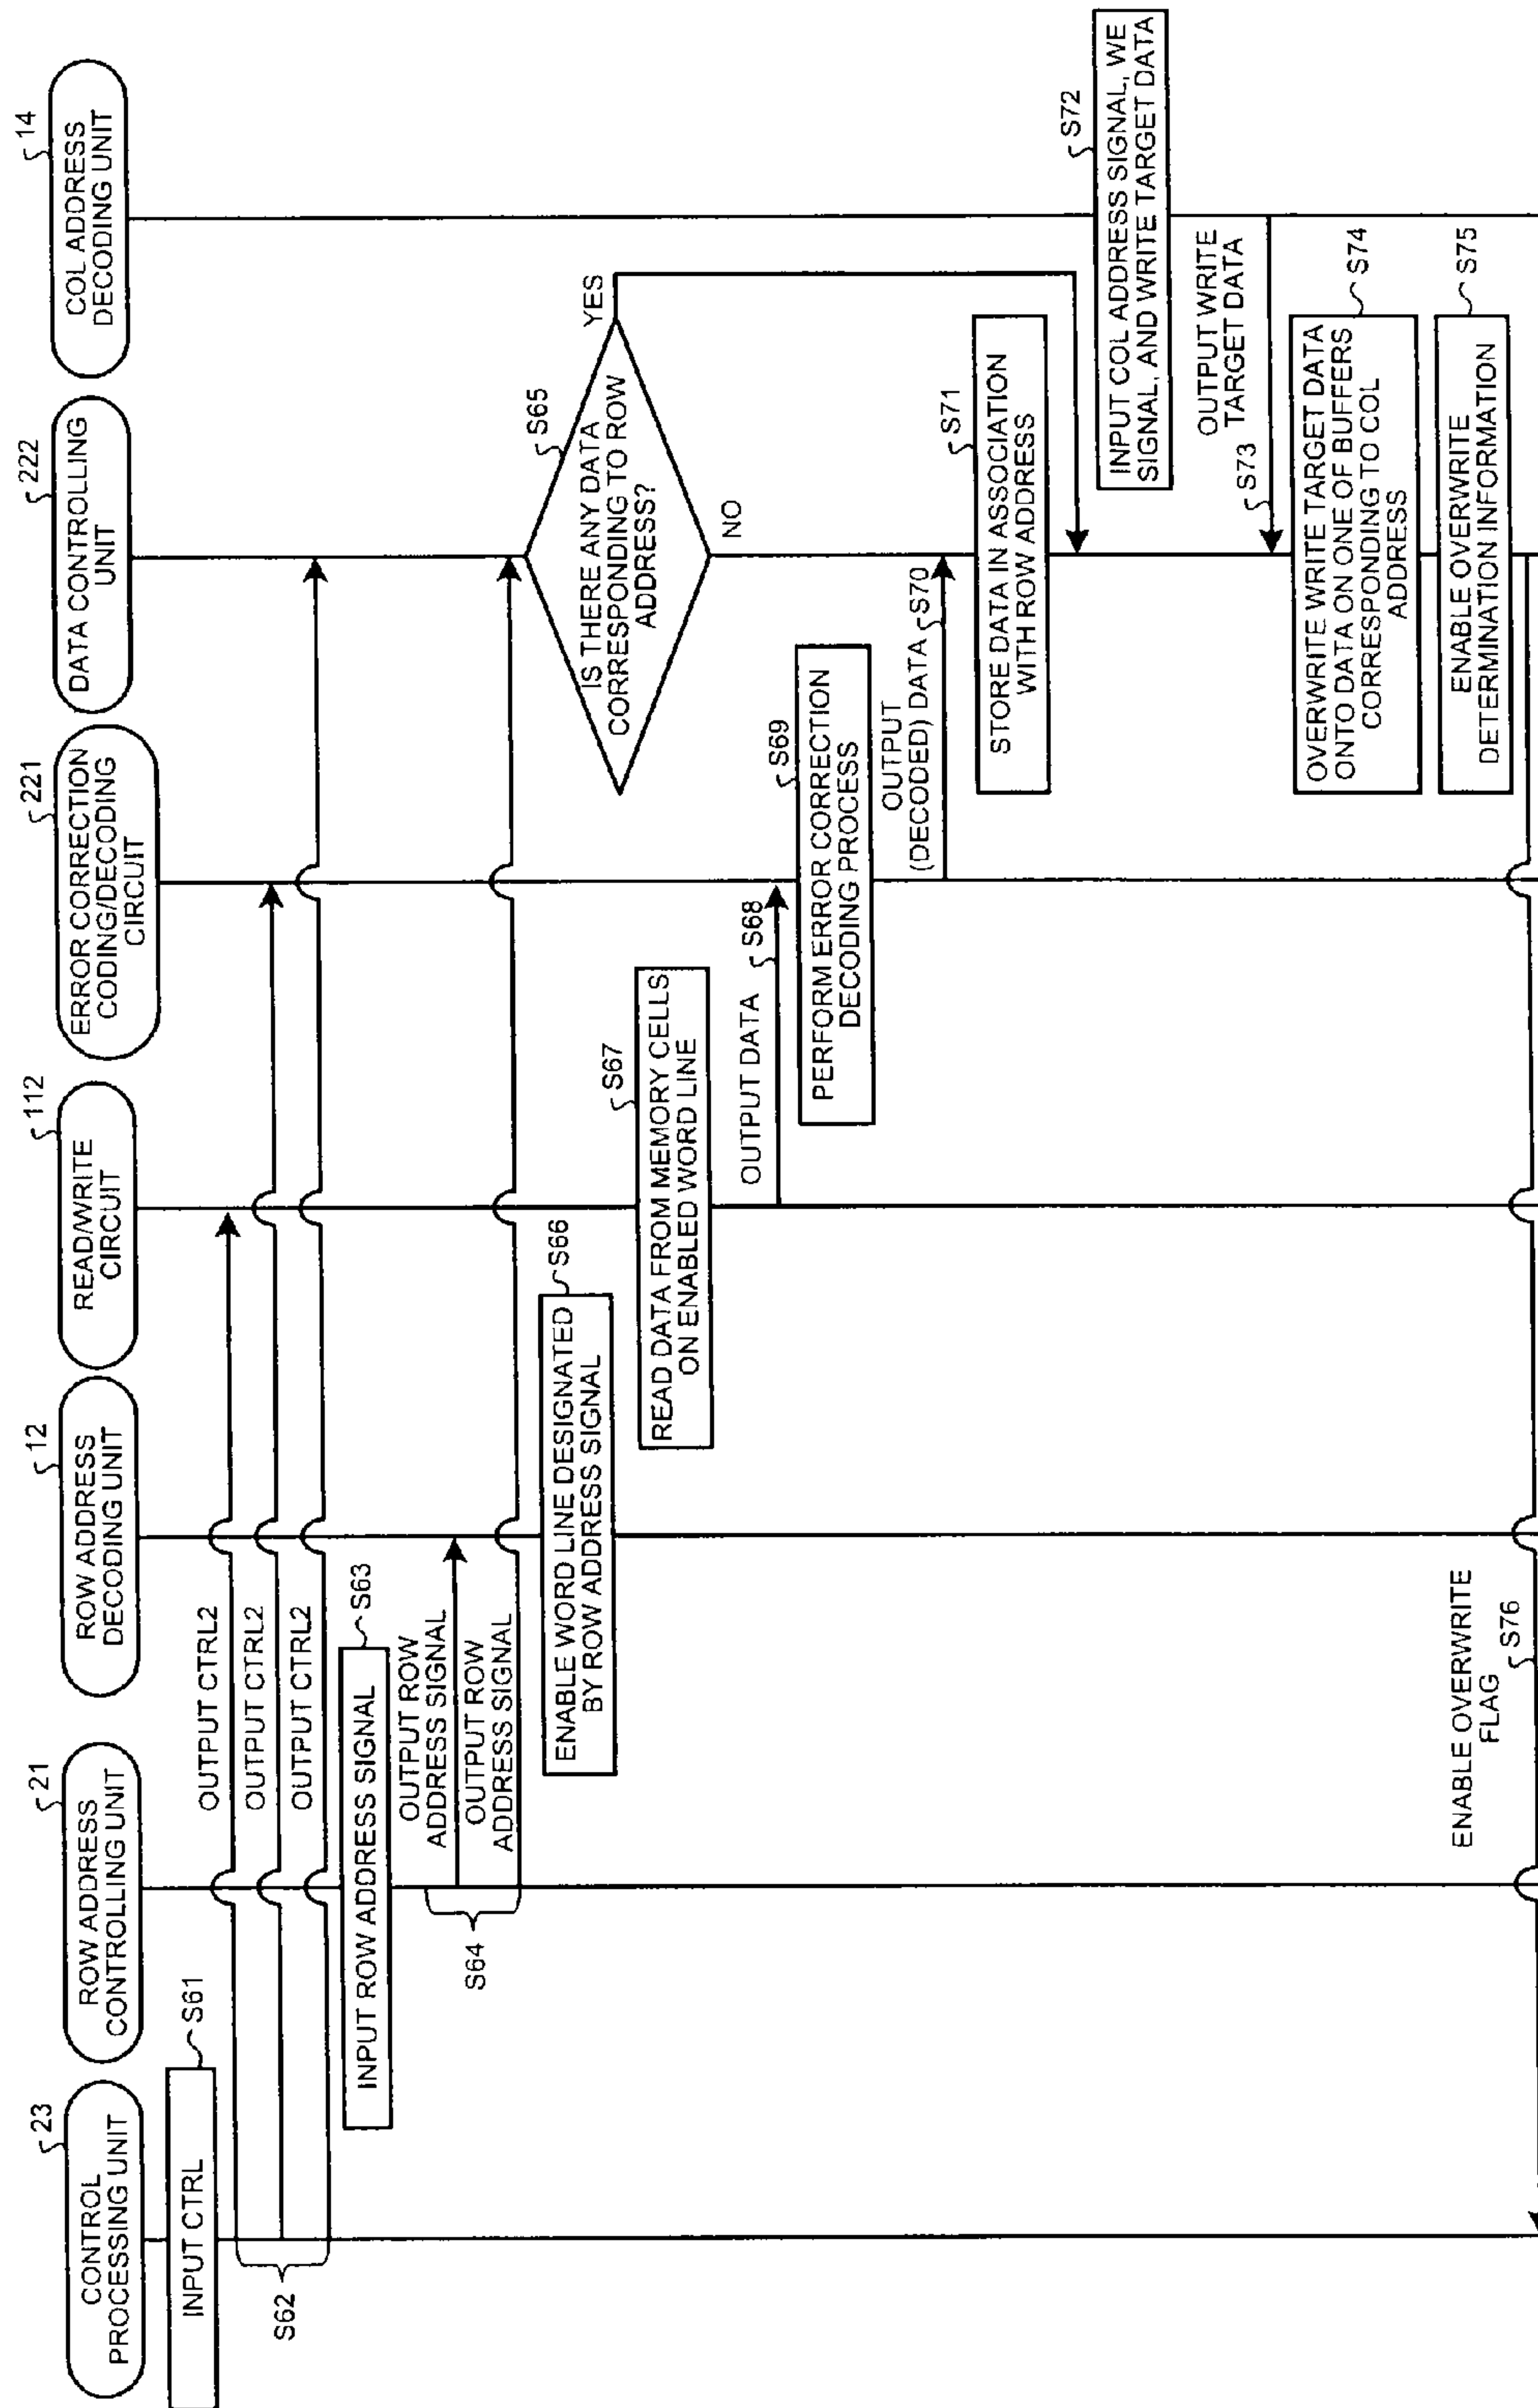 23
CONTROL
PROCESSING UNIT
21
ROW ADDRESS
CONTROLLING UNIT
12
ROW ADDRESS
DECODING UNIT
112
READ/WRITE
CIRCUIT
221
ERROR CORRECTION
CODING/DECODING
CIRCUIT
222
DATA CONTROLLING
UNIT
14
COL ADDRESS
DECODING UNIT
INPUT CTRL
S61
OUTPUT CTRL2
OUTPUT CTRL2
OUTPUT CTRL2
S62
INPUT ROW ADDRESS SIGNAL
S63
OUTPUT ROW
ADDRESS SIGNAL
OUTPUT ROW
ADDRESS SIGNAL
S64
IS THERE ANY DATA
CORRESPONDING TO ROW
ADDRESS?
S65
YES
NO
ENABLE WORD LINE DESIGNATED
BY ROW ADDRESS SIGNAL
S66
READ DATA FROM MEMORY CELLS
ON ENABLED WORD LINE
S67
OUTPUT DATA
S68
PERFORM ERROR CORRECTION
DECODING PROCESS
S69
OUTPUT
(DECODED) DATA
S70
STORE DATA IN ASSOCIATION
WITH ROW ADDRESS
S71
INPUT COL ADDRESS SIGNAL, WE
SIGNAL, AND WRITE TARGET DATA
S72
OUTPUT WRITE
TARGET DATA
S73
OVERWRITE WRITE TARGET DATA
ONTO DATA ON ONE OF BUFFERS
CORRESPONDING TO COL
ADDRESS
S74
ENABLE OVERWRITE
DETERMINATION INFORMATION
S75
ENABLE OVERWRITE
FLAG
S76